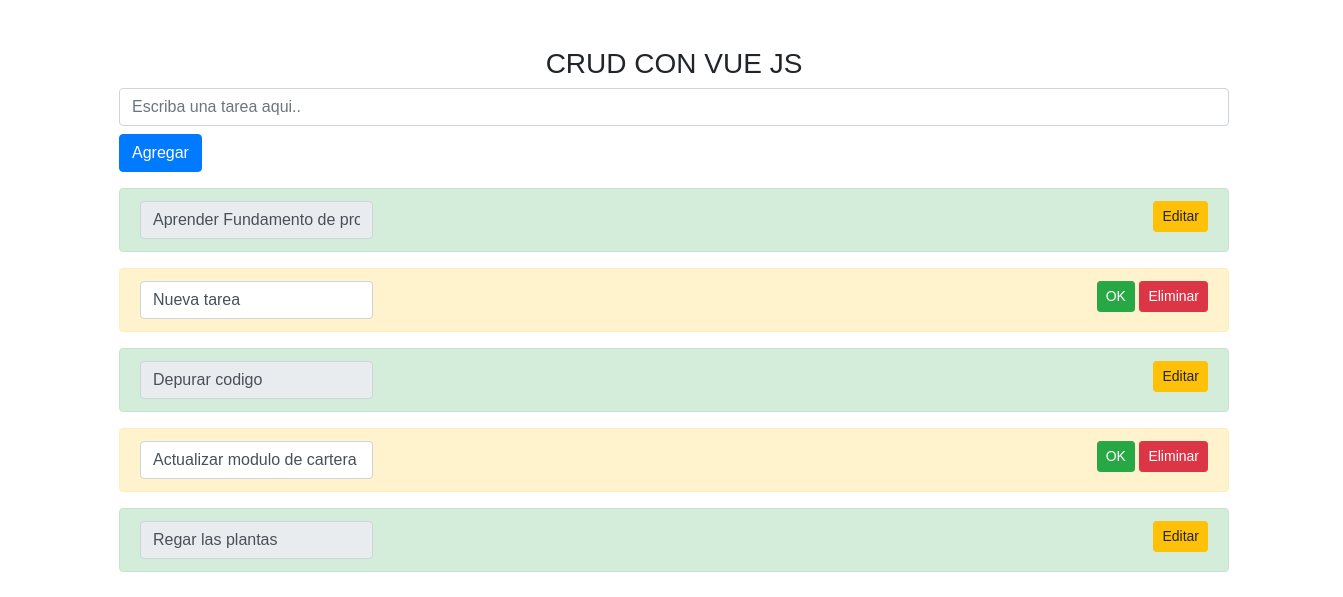 CRUD CON VUE JS
Escriba una tarea aqui..
Agregar
Aprender Fundamento de
Editar
Nueva tarea
OK Eliminar
Depurar codigo
Editar
Actualizar modulo de cartera
OK Eliminar
Regar las plantas
Editar